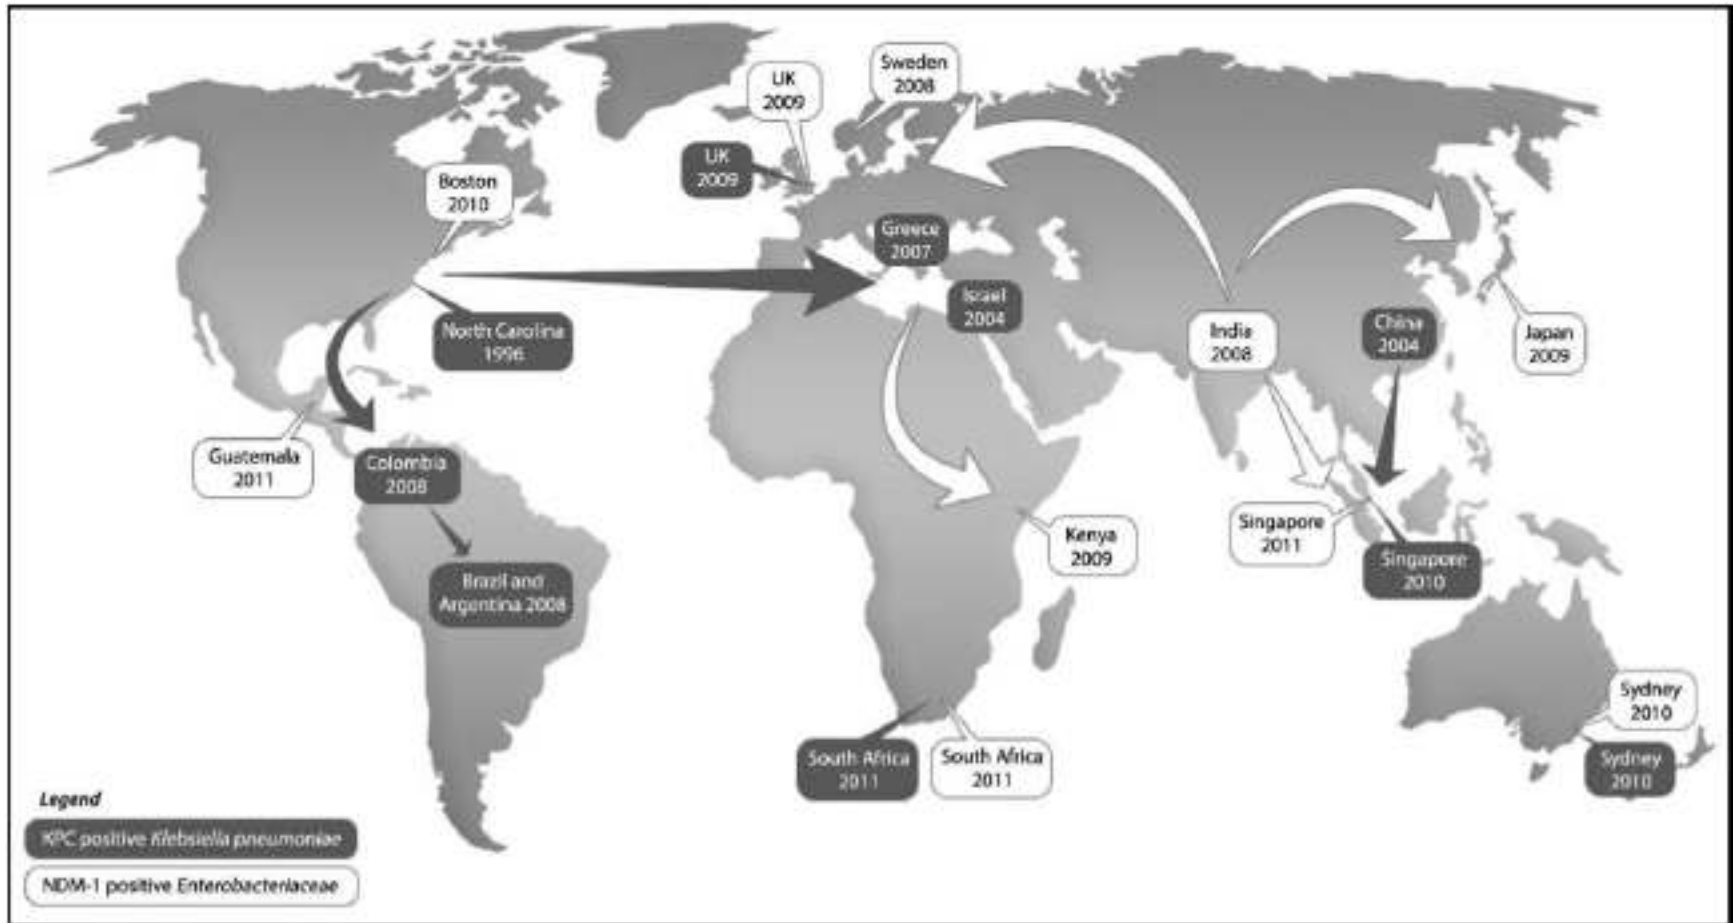 Sweden
2008
UK
2009
UK
2009
Boston
2010
Greece
2007
Israel
2004
North Carolina
1996
India
2008
China
2004
Japan
2009
Guatemala
2011
Colombia
2008
Singapore
2011
Kenya
2009
Singapore
2010
Brazil and
Argentina 2008
Sydney
2010
South Africa
2011
South Africa
2011
Sydney
2010
Legend
KPC positive Klebsiella pneumoniae
NDM-1 positive Enterobacteriaceae